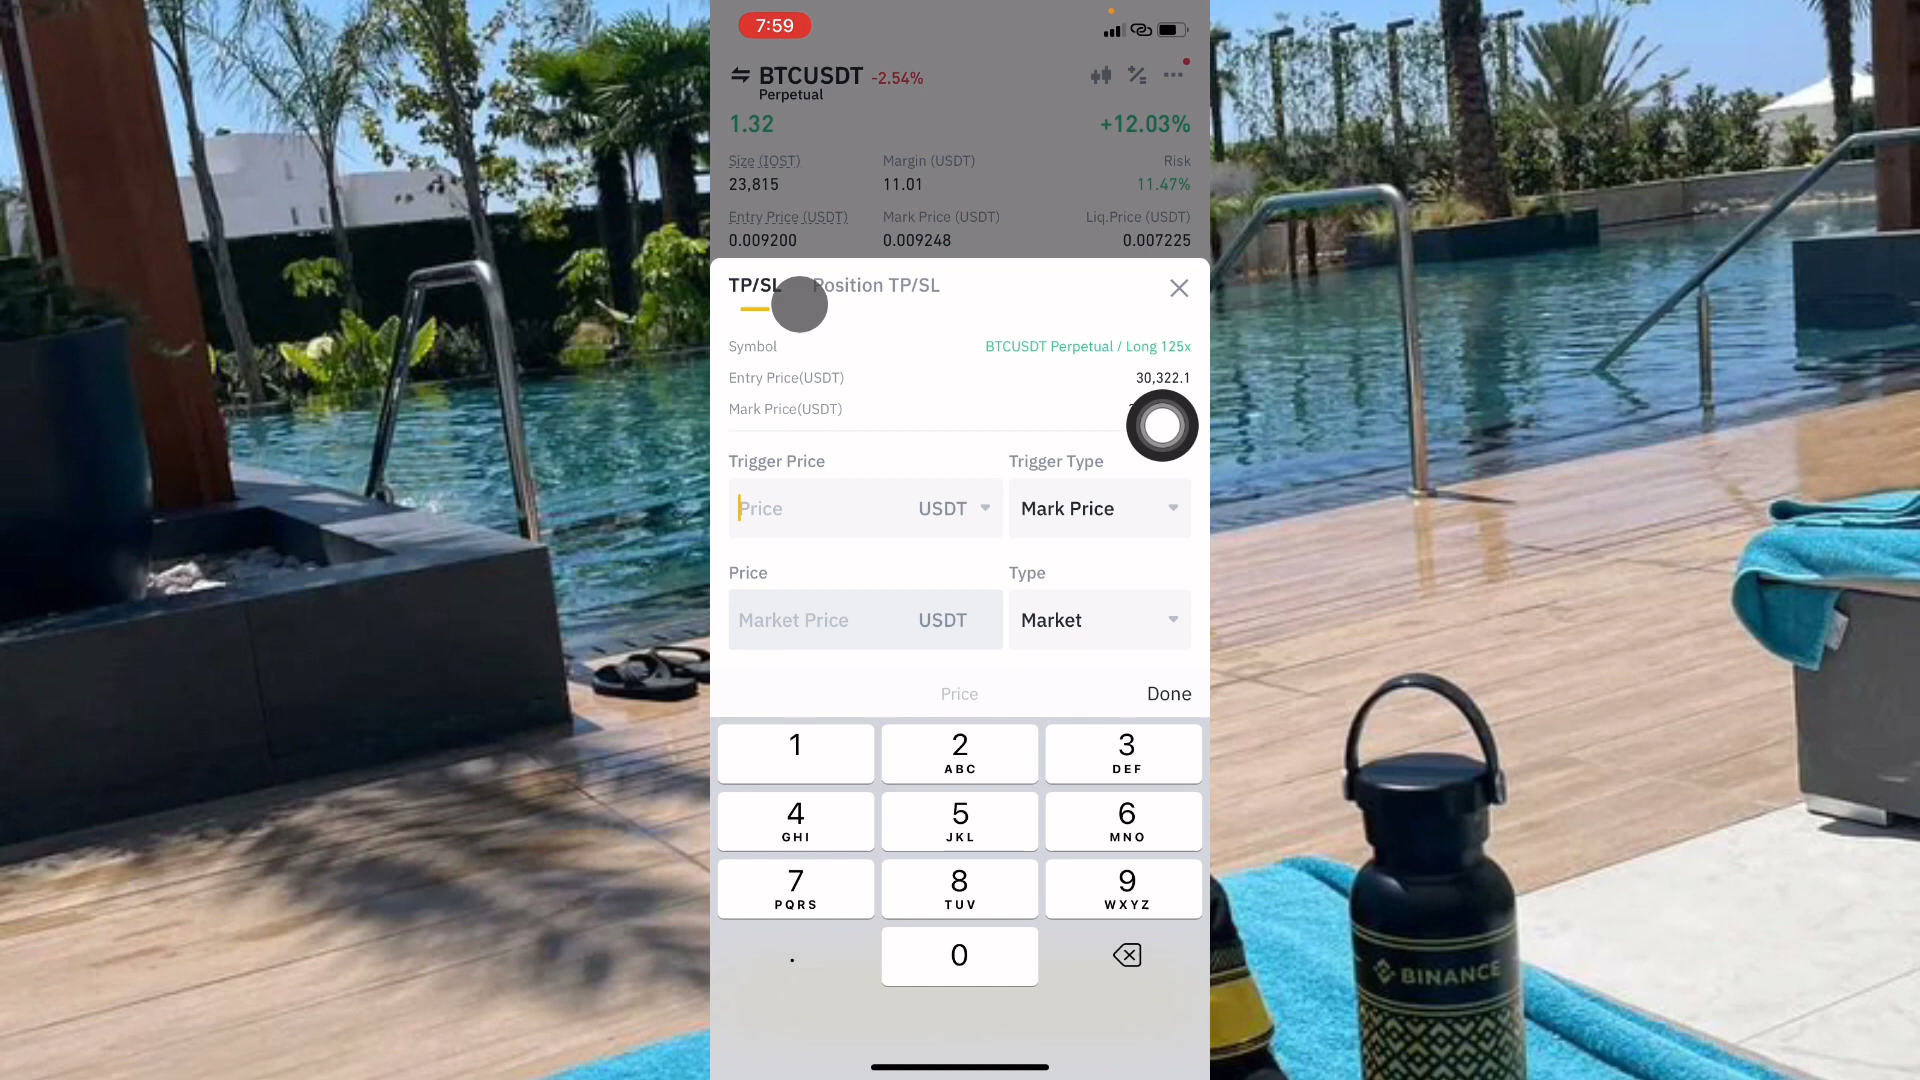 7:59
BTCUSDT -2.54%
Perpetual
1.32 +12.03%
Size (IOST) Margin (USDT) Risk
23,815 11.01 11.47%
Entry Price (USDT) Mark Price (USDT) Liq.Price (USDT)
0.009200 0.009248 0.007225
TP/SL Position TP/SL
Symbol BTCUSDT Perpetual / Long 125x
Entry Price(USDT) 30,322.1
Mark Price(USDT)
Trigger Price Trigger Type
Price USDT Mark Price
Price Type
Market Price USDT Market
Price Done
1 2 3
ABC DEF
4 5 6
GHI JKL MNO
7 8 9
PQRS TUV WXYZ
. 0
BINANCE